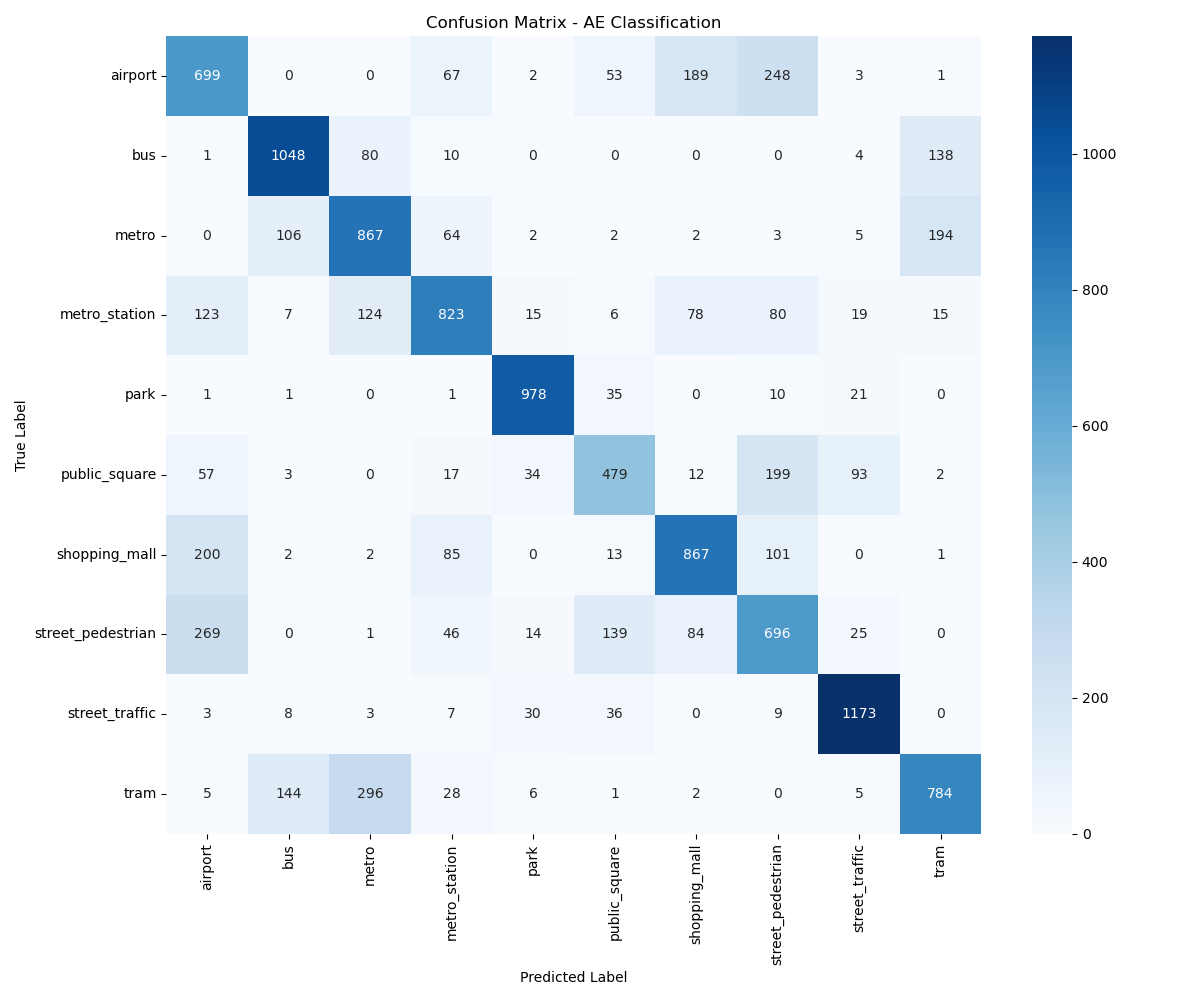 Confusion Matrix - AE Classification
airport 699 0 0 67 2 53 189 248 3 1
bus 1 1048 80 10 0 0 0 0 4 138
metro 0 106 867 64 2 2 2 3 5 194
metro_station 123 7 124 823 15 6 78 80 19 15
park 1 1 0 1 978 35 0 10 21 0
public_square 57 3 0 17 34 479 12 199 93 2
shopping_mall 200 2 2 85 0 13 867 101 0 1
street_pedestrian 269 0 1 46 14 139 84 696 25 0
street_traffic 3 8 3 7 30 36 0 9 1173 0
tram 5 144 296 28 6 1 2 0 5 784
True Label
airport bus metro metro_station park public_square shopping_mall street_pedestrian street_traffic tram
Predicted Label
1000
800
600
400
200
0